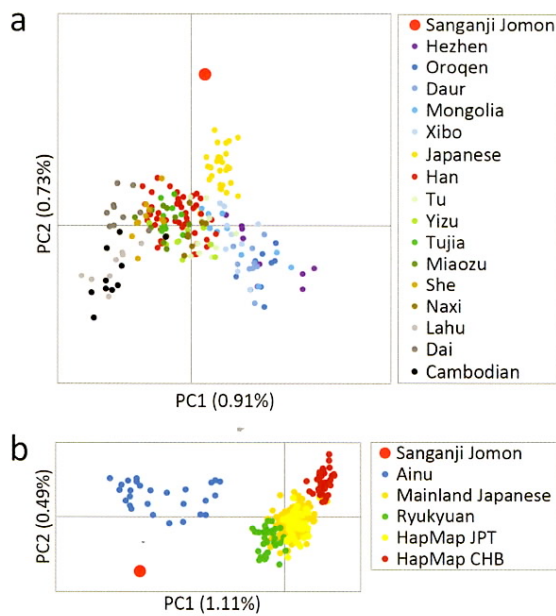 a
Sanganji Jomon
Hezhen
Oroqen
Daur
Mongolia
Xibo
Japanese
Han
Tu
Yizu
Tujia
Miaozu
She
Naxi
Lahu
Dai
Cambodian
PC2 (0.73%)
PC1 (0.91%)
b
Sanganji Jomon
Ainu
Mainland Japanese
Ryukyuan
HapMap JPT
HapMap CHB
PC2 (0.49%)
PC1 (1.11%)